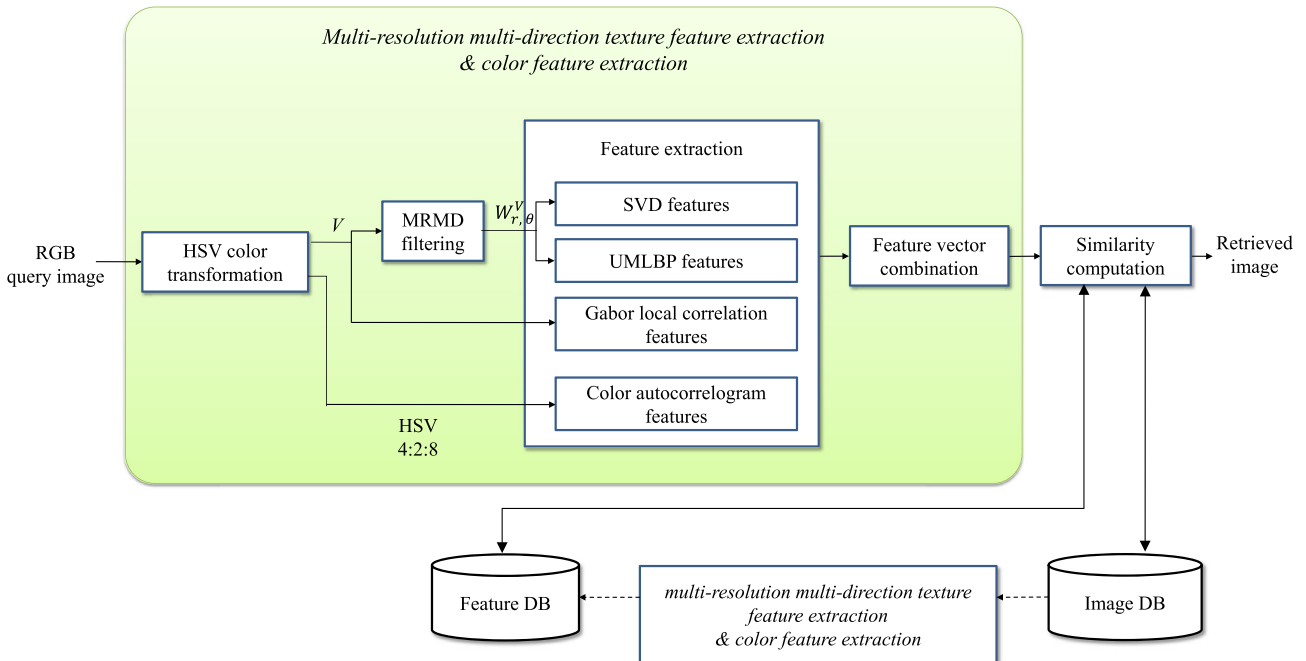 Multi-resolution multi-direction texture feature extraction
& color feature extraction
Feature extraction
SVD features
UMLBP features
Gabor local correlation
features
Color autocorrelogram
features
MRMD
filtering
V
W^V_{r, θ}
HSV color
transformation
RGB
query image
HSV
4:2:8
Feature vector
combination
Similarity
computation
Retrieved
image
Feature DB
multi-resolution multi-direction texture
feature extraction
& color feature extraction
Image DB